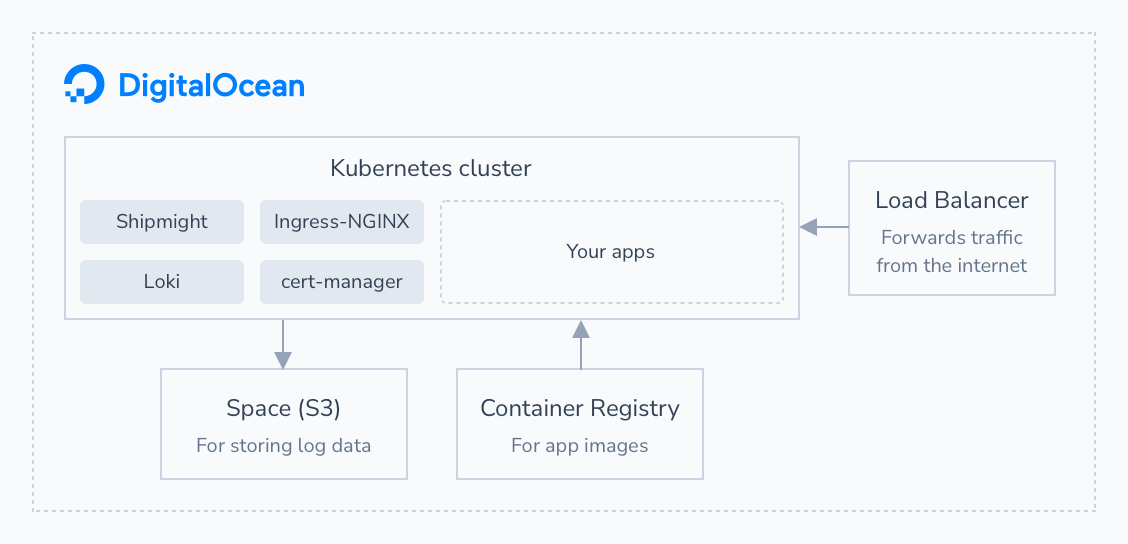 DigitalOcean
Kubernetes cluster
Shipmight
Ingress-NGINX
Loki
cert-manager
Your apps
Load Balancer
Forwards traffic
from the internet
Space (S3)
For storing log data
Container Registry
For app images